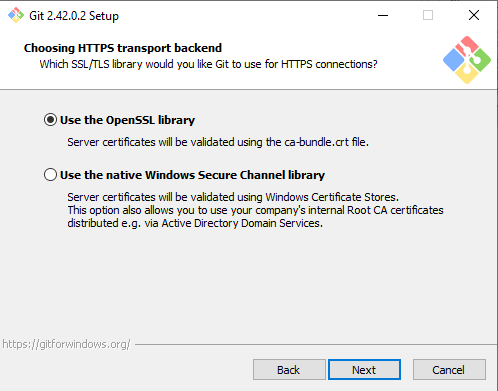 Git 2.42.0.2 Setup
Choosing HTTPS transport backend
Which SSL/TLS library would you like Git to use for HTTPS connections?
Use the OpenSSL library
Server certificates will be validated using the ca-bundle.crt file.
Use the native Windows Secure Channel library
Server certificates will be validated using Windows Certificate Stores.
This option also allows you to use your company's internal Root CA certificates
distributed e.g. via Active Directory Domain Services.
https://gitforwindows.org/
Back
Next
Cancel